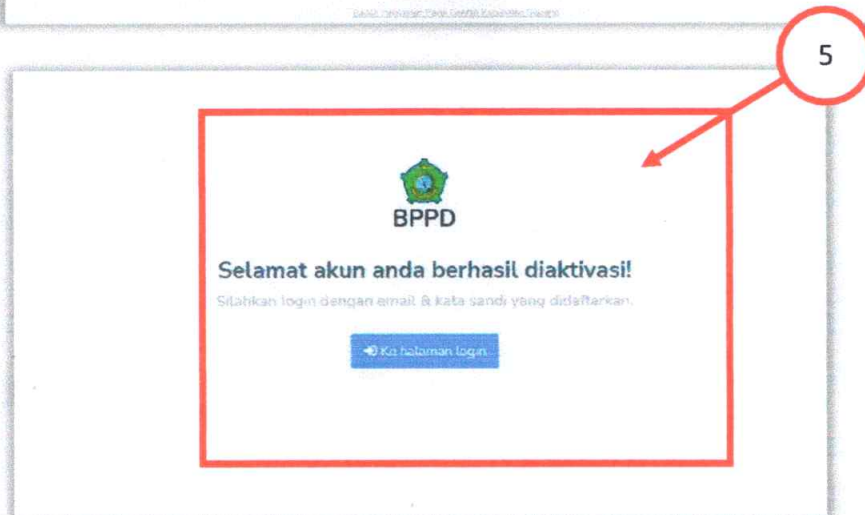 5
BPPD
Selamat akun anda berhasil diaktivasi!
Silahkan login dengan email & kata sandi yang didaftarkan.
Ke halaman login